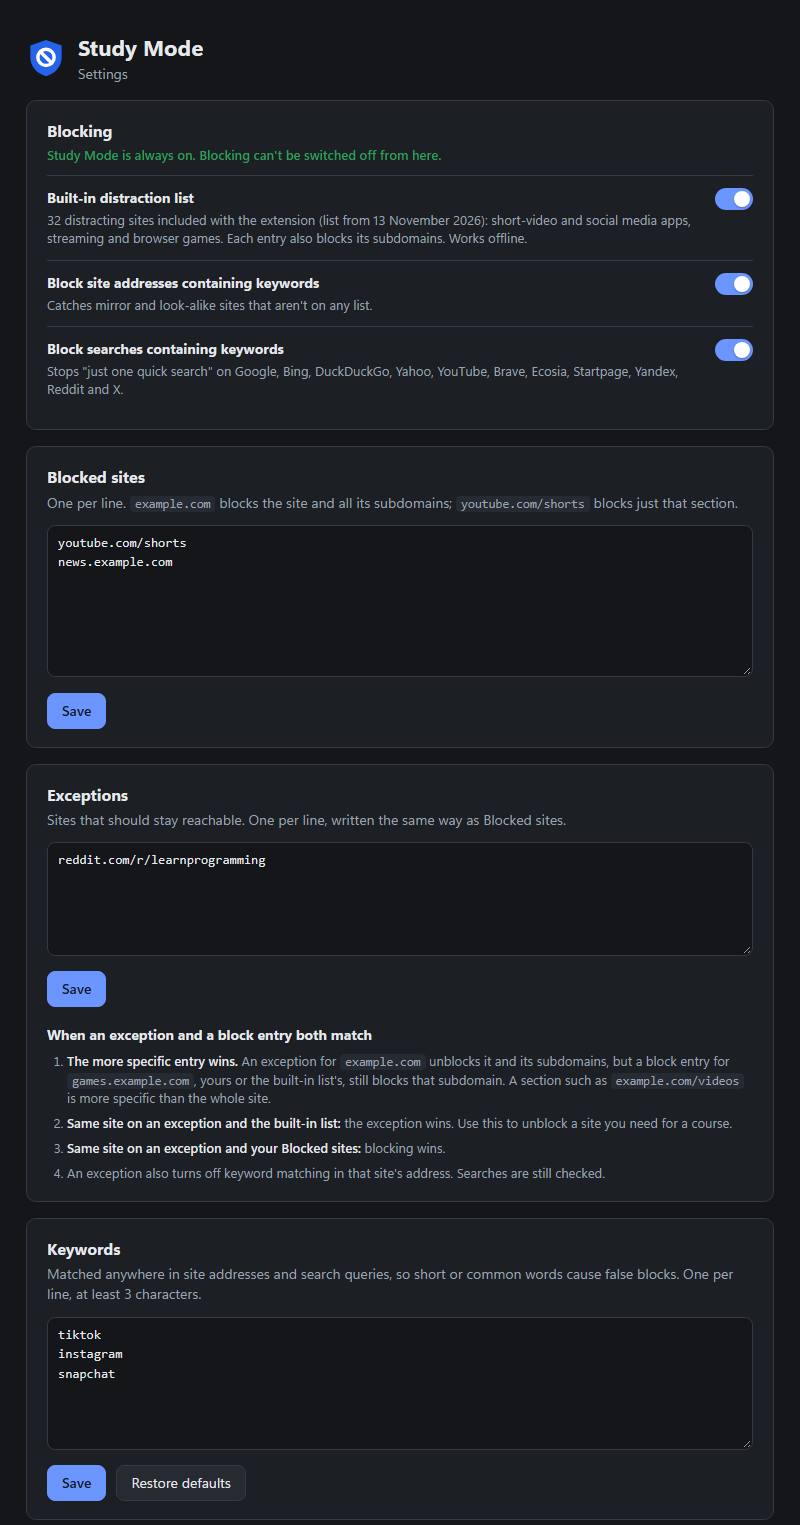 Study Mode
Settings
Blocking
Study Mode is always on. Blocking can't be switched off from here.
Built-in distraction list
32 distracting sites included with the extension (list from 13 November 2026): short-video and social media apps,
streaming and browser games. Each entry also blocks its subdomains. Works offline.
Block site addresses containing keywords
Catches mirror and look-alike sites that aren't on any list.
Block searches containing keywords
Stops "just one quick search" on Google, Bing, DuckDuckGo, Yahoo, YouTube, Brave, Ecosia, Startpage, Yandex,
Reddit and X.
Blocked sites
One per line. example.com blocks the site and all its subdomains; youtube.com/shorts blocks just that section.
youtube.com/shorts
news.example.com
Save
Exceptions
Sites that should stay reachable. One per line, written the same way as Blocked sites.
reddit.com/r/learnprogramming
Save
When an exception and a block entry both match
1. The more specific entry wins. An exception for example.com unblocks it and its subdomains, but a block entry for
games.example.com, yours or the built-in list's, still blocks that subdomain. A section such as example.com/videos
is more specific than the whole site.
2. Same site on an exception and the built-in list: the exception wins. Use this to unblock a site you need for a course.
3. Same site on an exception and your Blocked sites: blocking wins.
4. An exception also turns off keyword matching in that site's address. Searches are still checked.
Keywords
Matched anywhere in site addresses and search queries, so short or common words cause false blocks. One per
line, at least 3 characters.
tiktok
instagram
snapchat
Save
Restore defaults